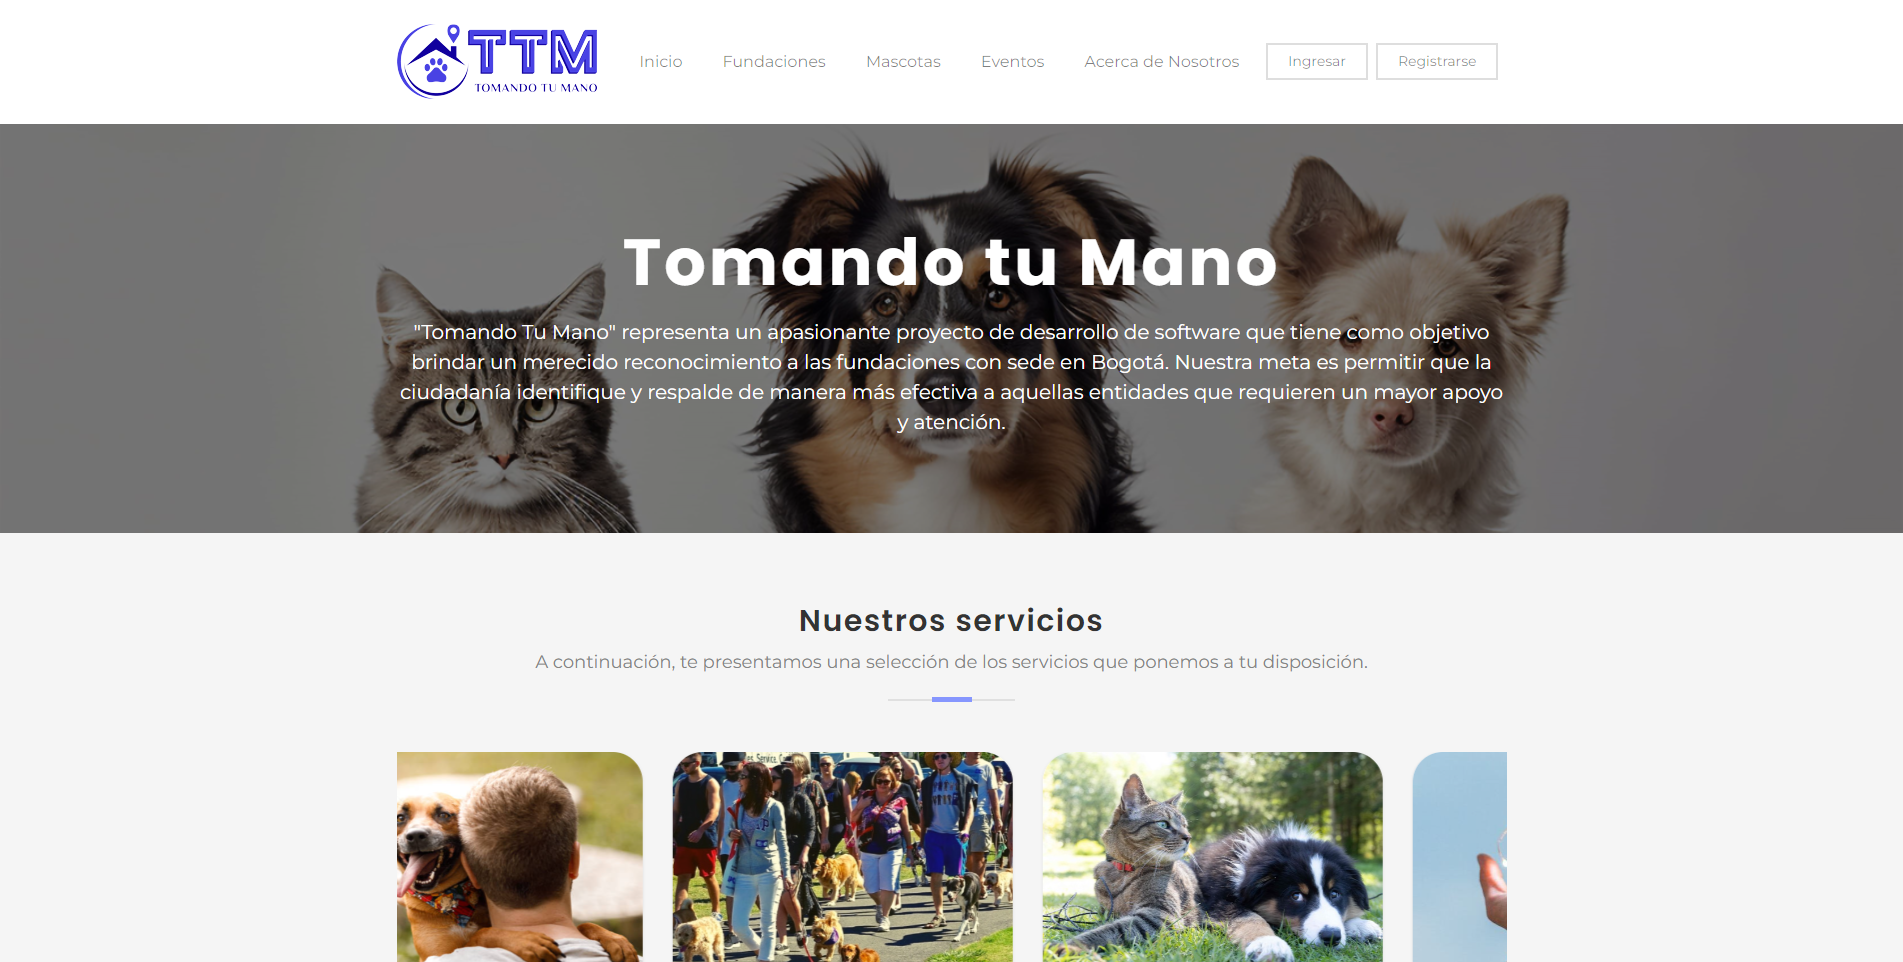 TTM
TOMANDO TU MANO
Inicio
Fundaciones
Mascotas
Eventos
Acerca de Nosotros
Ingresar
Registrarse
Tomando tu Mano
"Tomando Tu Mano" representa un apasionante proyecto de desarrollo de software que tiene como objetivo
brindar un merecido reconocimiento a las fundaciones con sede en Bogotá. Nuestra meta es permitir que la
ciudadanía identifique y respalde de manera más efectiva a aquellas entidades que requieren un mayor apoyo
y atención.
Nuestros servicios
A continuación, te presentamos una selección de los servicios que ponemos a tu disposición.